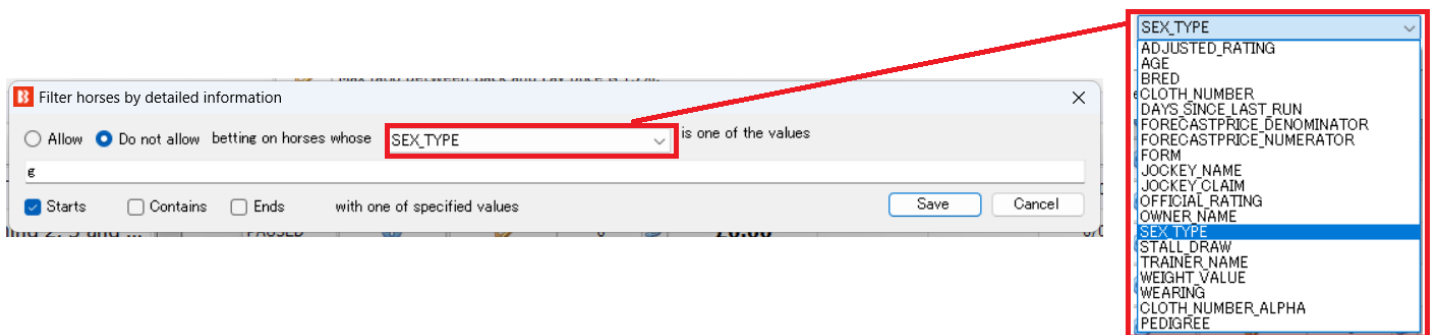 Filter horses by detailed information
Allow Do not allow betting on horses whose SEX_TYPE is one of the values
g
Starts Contains Ends with one of specified values Save Cancel
PAUSED
SEX_TYPE
ADJUSTED_RATING
AGE
BRED
CLOTH_NUMBER
DAYS_SINCE_LAST_RUN
FORECASTPRICE_DENOMINATOR
FORECASTPRICE_NUMERATOR
FORM
JOCKEY_NAME
JOCKEY_CLAIM
OFFICIAL_RATING
OWNER_NAME
SEX_TYPE
STALL_DRAW
TRAINER_NAME
WEIGHT_VALUE
WEARING
CLOTH_NUMBER_ALPHA
PEDIGREE